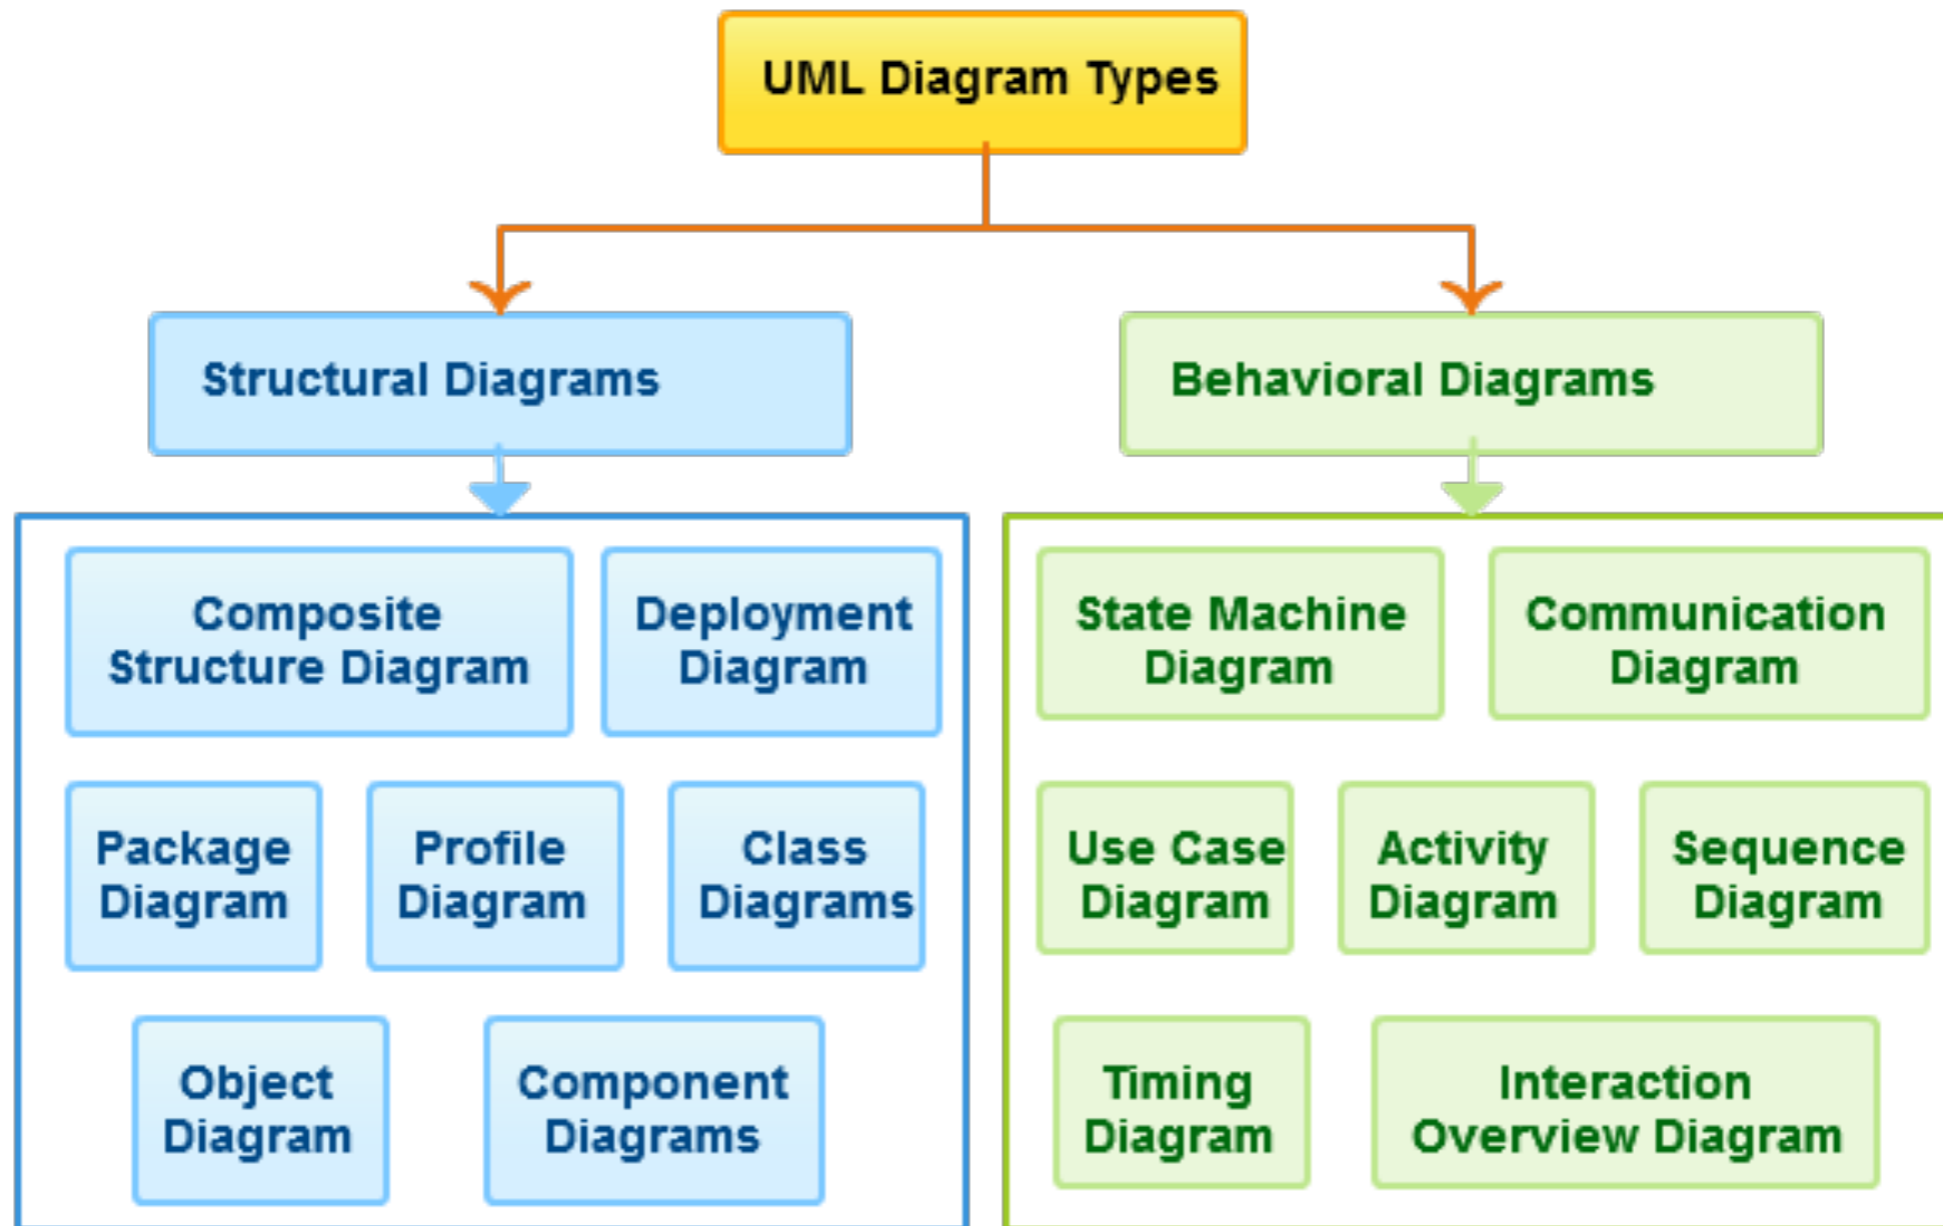 UML Diagram Types
Structural Diagrams
Behavioral Diagrams
Composite
Structure Diagram
Deployment
Diagram
Package
Diagram
Profile
Diagram
Class
Diagrams
Object
Diagram
Component
Diagrams
State Machine
Diagram
Communication
Diagram
Use Case
Diagram
Activity
Diagram
Sequence
Diagram
Timing
Diagram
Interaction
Overview Diagram